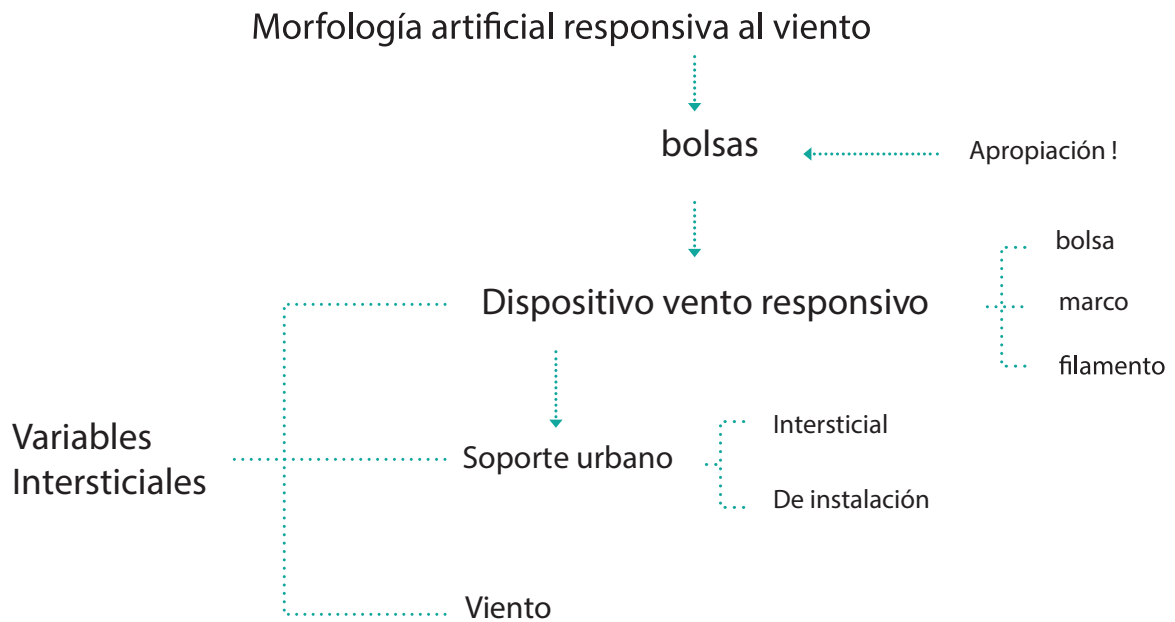 Morfología artificial responsiva al viento
bolsas
Apropiación !
bolsa
Dispositivo vento responsivo
marco
filamento
Variables
Intersticiales
Intersticial
Soporte urbano
De instalación
Viento